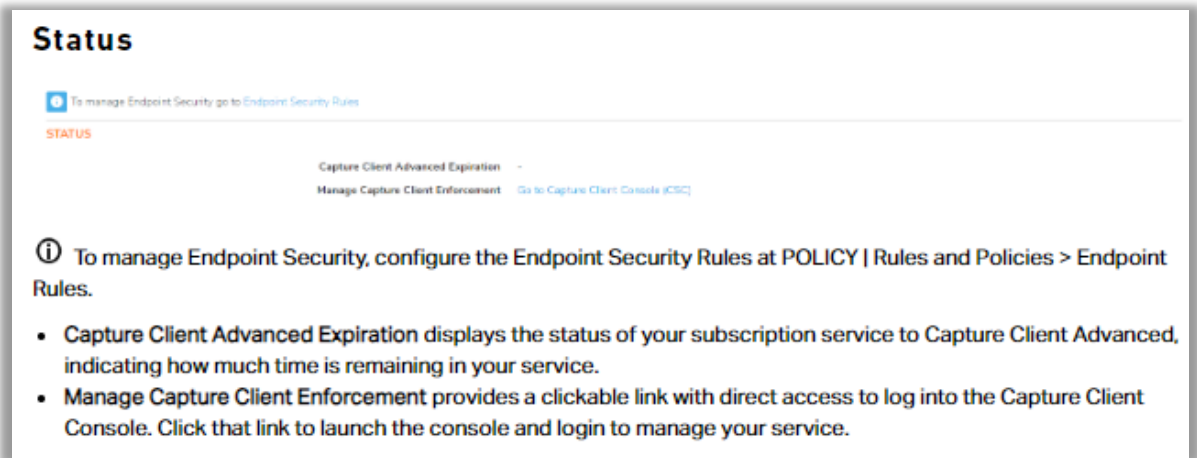 Status
To manage Endpoint Security go to Endpoint Security Rules
STATUS
Capture Client Advanced Expiration -
Manage Capture Client Enforcement Go to Capture Client Console (CSC)
To manage Endpoint Security, configure the Endpoint Security Rules at POLICY | Rules and Policies > Endpoint
Rules.
• Capture Client Advanced Expiration displays the status of your subscription service to Capture Client Advanced,
indicating how much time is remaining in your service.
• Manage Capture Client Enforcement provides a clickable link with direct access to log into the Capture Client
Console. Click that link to launch the console and login to manage your service.